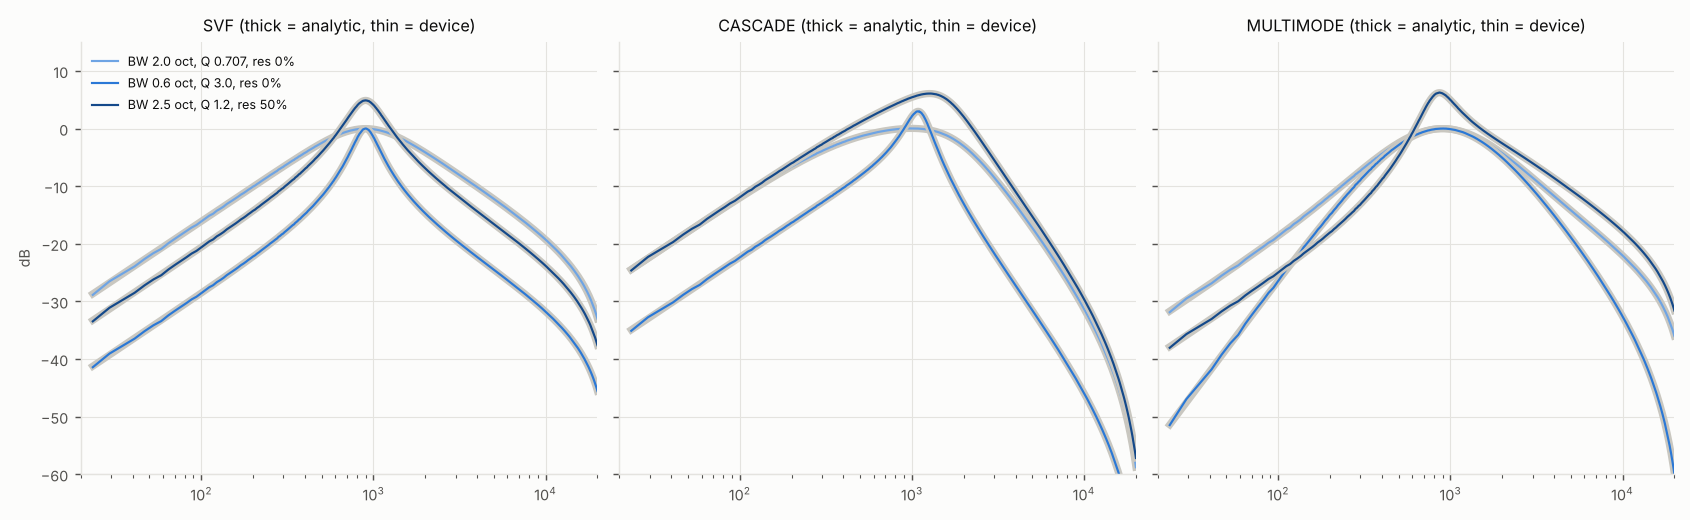 SVF (thick = analytic, thin = device)
CASCADE (thick = analytic, thin = device)
MULTIMODE (thick = analytic, thin = device)
BW 2.0 oct, Q 0.707, res 0%
BW 0.6 oct, Q 3.0, res 0%
BW 2.5 oct, Q 1.2, res 50%
dB
10
0
−10
−20
−30
−40
−50
−60
10² 10³ 10⁴
10² 10³ 10⁴
10² 10³ 10⁴